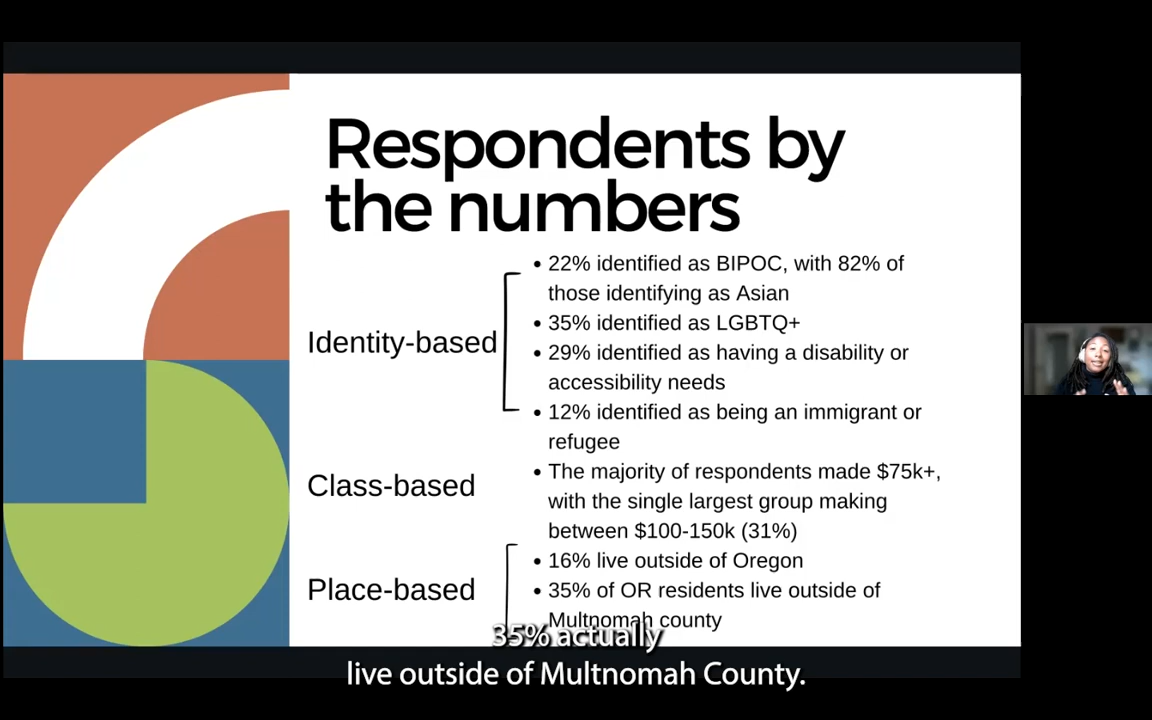 Respondents by
the numbers
Identity-based
• 22% identified as BIPOC, with 82% of
those identifying as Asian
• 35% identified as LGBTQ+
• 29% identified as having a disability or
accessibility needs
• 12% identified as being an immigrant or
refugee
Class-based
• The majority of respondents made $75k+,
with the single largest group making
between $100-150k (31%)
Place-based
• 16% live outside of Oregon
• 35% of OR residents live outside of
Multnomah county
35% actually
live outside of Multnomah County.